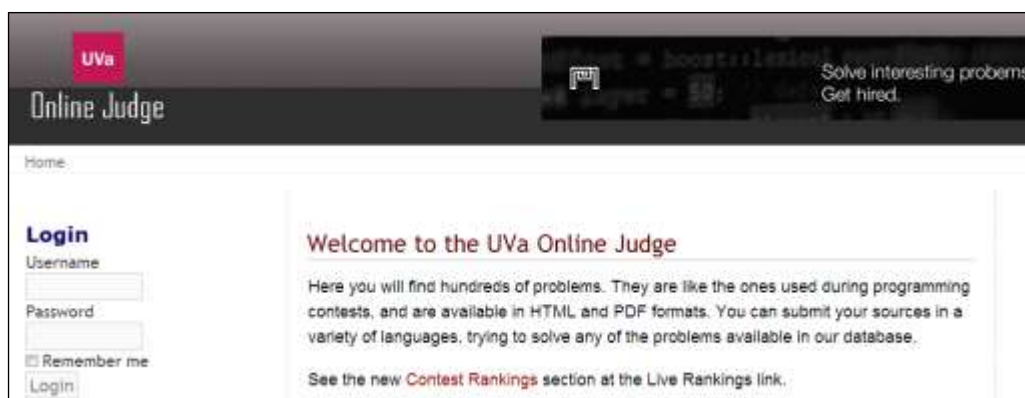 UVa
Online Judge
Solve interesting probems
Get hired.
Home
Login
Username
Password
Remember me
Login
Welcome to the UVa Online Judge
Here you will find hundreds of problems. They are like the ones used during programming
contests, and are available in HTML and PDF formats. You can submit your sources in a
variety of languages, trying to solve any of the problems available in our database.
See the new Contest Rankings section at the Live Rankings link.